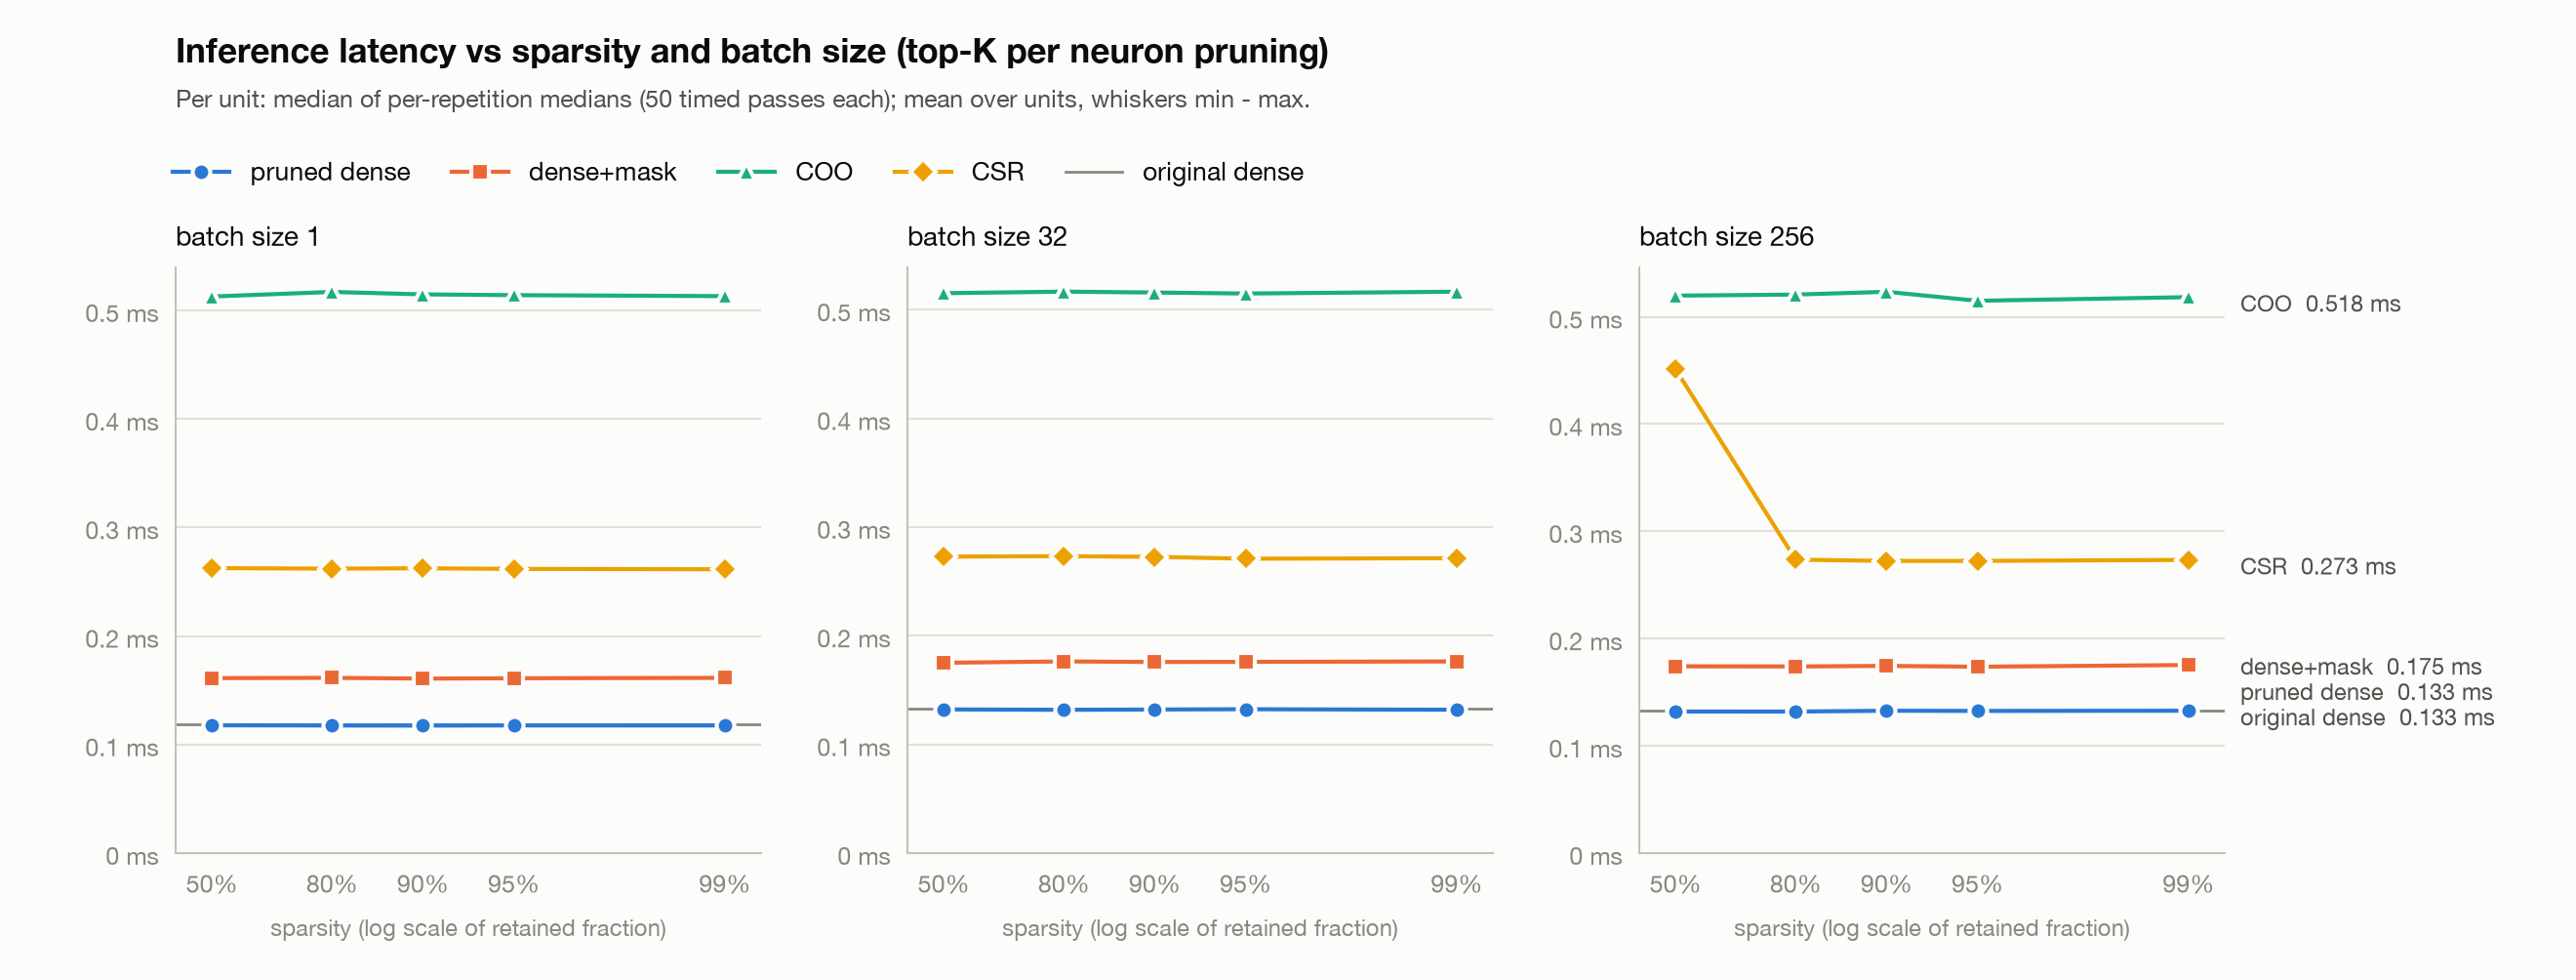 Inference latency vs sparsity and batch size (top-K per neuron pruning)
Per unit: median of per-repetition medians (50 timed passes each); mean over units, whiskers min - max.
pruned dense dense+mask COO CSR original dense
batch size 1
0.5 ms
0.4 ms
0.3 ms
0.2 ms
0.1 ms
0 ms
50% 80% 90% 95% 99%
sparsity (log scale of retained fraction)
batch size 32
0.5 ms
0.4 ms
0.3 ms
0.2 ms
0.1 ms
0 ms
50% 80% 90% 95% 99%
sparsity (log scale of retained fraction)
batch size 256
0.5 ms
0.4 ms
0.3 ms
0.2 ms
0.1 ms
0 ms
50% 80% 90% 95% 99%
sparsity (log scale of retained fraction)
COO 0.518 ms
CSR 0.273 ms
dense+mask 0.175 ms
pruned dense 0.133 ms
original dense 0.133 ms